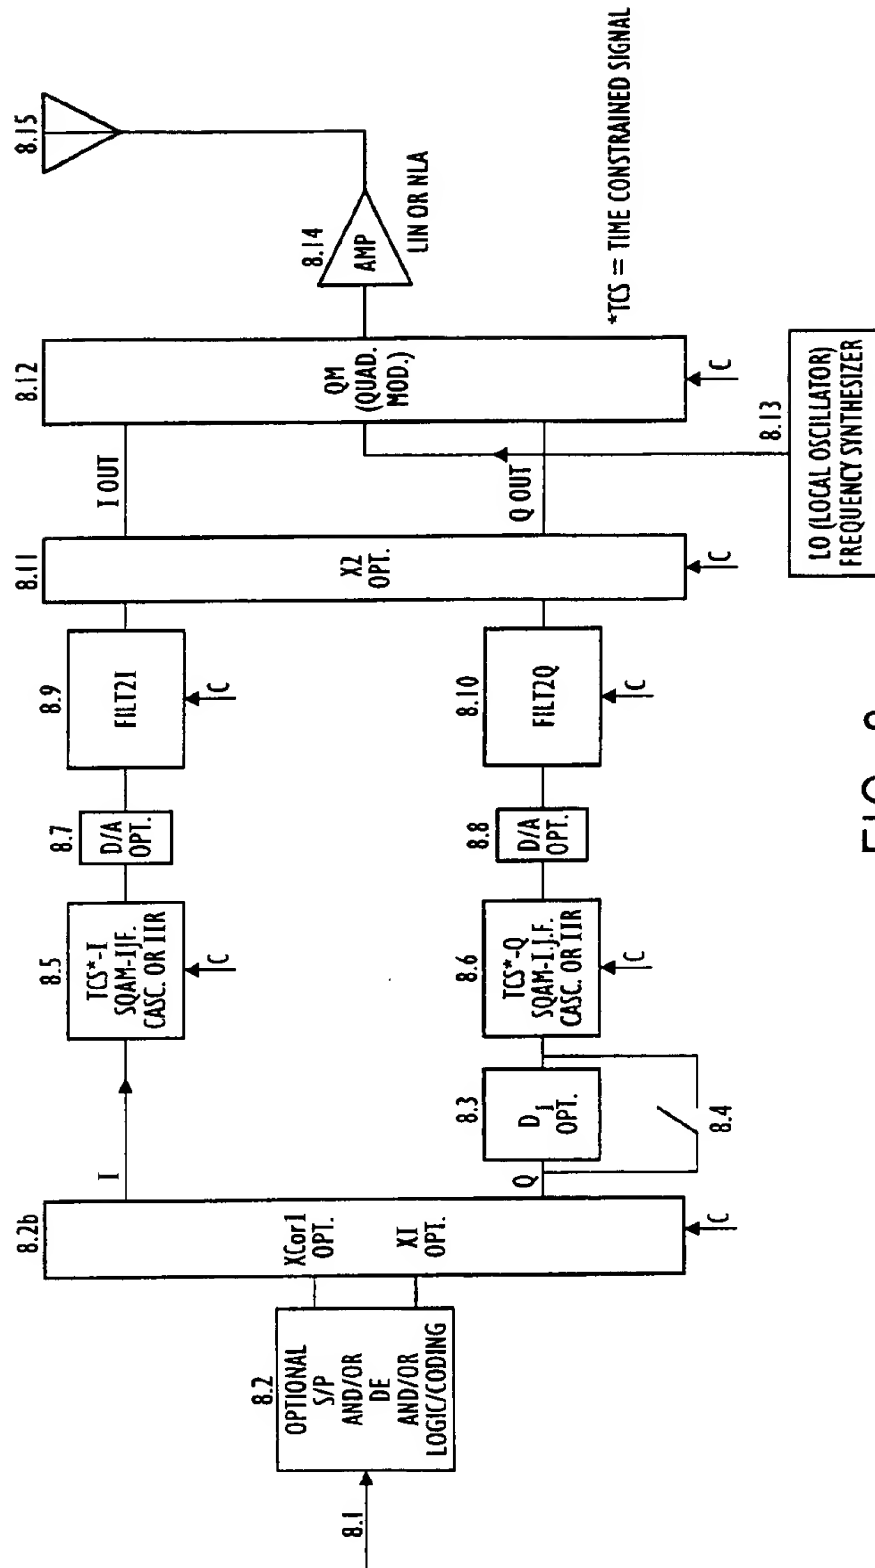 8.1
8.2
OPTIONAL
S/P
AND/OR
DE
AND/OR
LOGIC/CODING
8.2b
XCor1
OPT.
X1
OPT.
C
I
Q
8.3
D1
OPT.
8.4
8.5
TCS*-I
SQAM-IJF.
CASC. OR IIR
C
8.6
TCS*-Q
SQAM-I.J.F.
CASC. OR IIR
C
8.7
D/A
OPT.
8.8
D/A
OPT.
8.9
FILT2I
C
8.10
FILT2Q
C
8.11
X2
OPT.
C
I OUT
Q OUT
8.12
QM
(QUAD.
MOD.)
C
8.13
LO (LOCAL OSCILLATOR)
FREQUENCY SYNTHESIZER
8.14
AMP
LIN OR NLA
8.15
*TCS = TIME CONSTRAINED SIGNAL